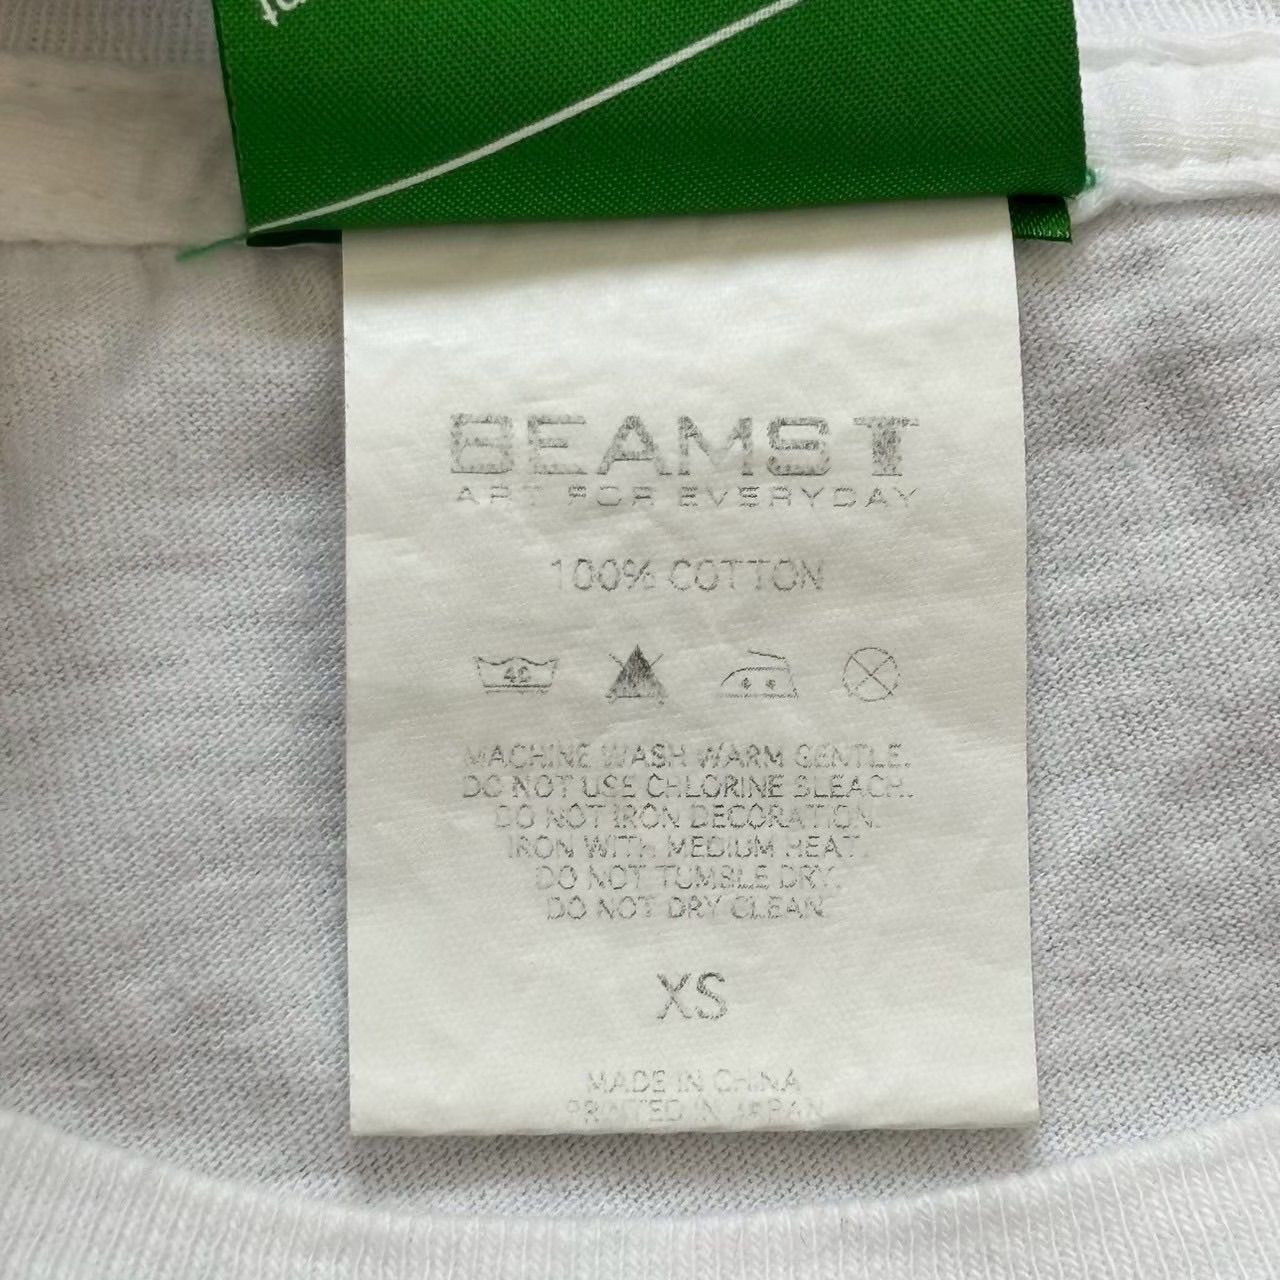 BEAMS T
ART FOR EVERYDAY
100% COTTON
40
MACHINE WASH WARM GENTLE.
DO NOT USE CHLORINE BLEACH.
DO NOT IRON DECORATION.
IRON WITH MEDIUM HEAT.
DO NOT TUMBLE DRY.
DO NOT DRY CLEAN
XS
MADE IN CHINA
PRINTED IN JAPAN